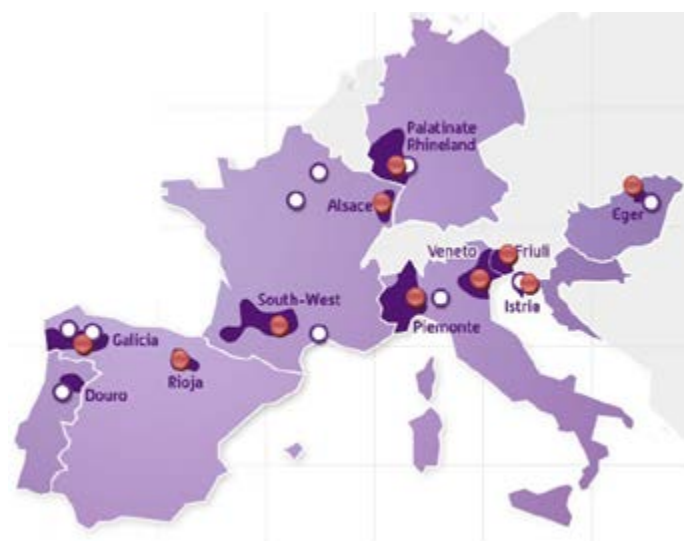 Palatinate
Rhineland
Alsace
Eger
Veneto
Friuli
South-West
Istria
Piemonte
Galicia
Rioja
Douro